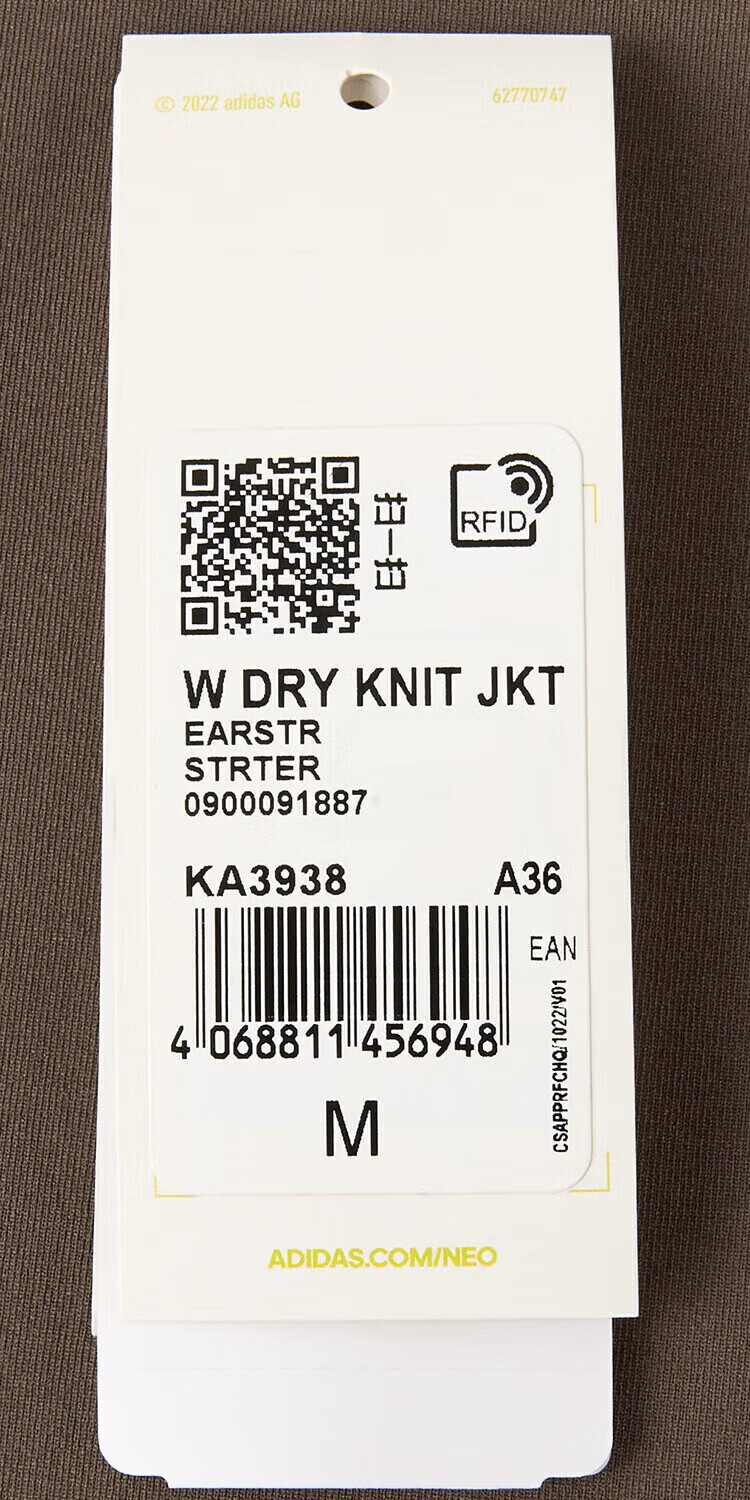 © 2022 adidas AG
62770747
扫一扫
RFID
W DRY KNIT JKT
EARSTR
STRTER
0900091887
KA3938
A36
EAN
4 068811 456948
CSAPPRFCHQ/1022/V01
M
ADIDAS.COM/NEO